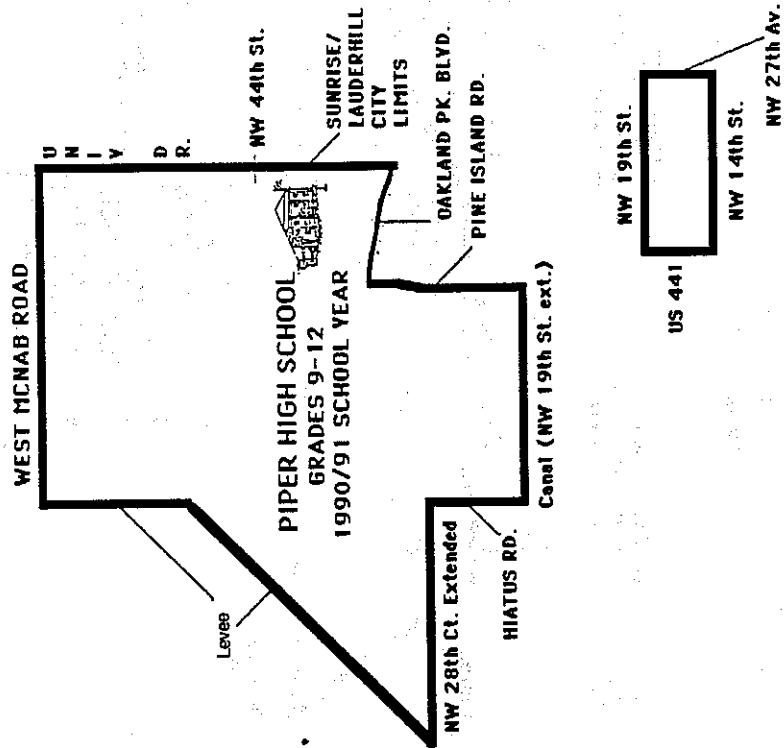 WEST MCNAB ROAD
UNIV DR.
NW 44th St.
SUNRISE/
LAUDERHILL
CITY
LIMITS
OAKLAND PK. BLVD.
PINE ISLAND RD.
PIPER HIGH SCHOOL
GRADES 9-12
1990/91 SCHOOL YEAR
Levee
NW 28th Ct. Extended
HIATUS RD.
Canal (NW 19th St. ext.)
NW 19th St.
US 441
NW 14th St.
NW 27th Av.